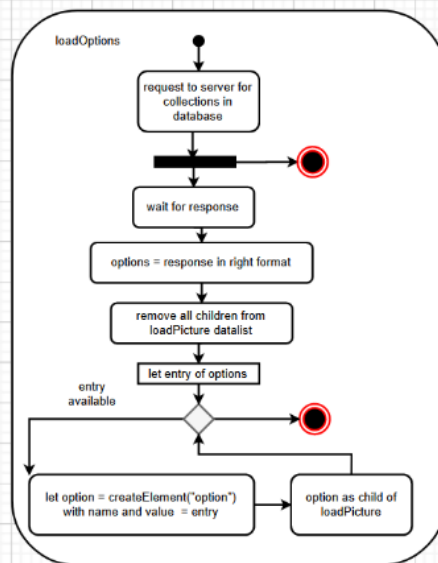 loadOptions
request to server for
collections in
database
wait for response
options = response in right format
remove all children from
loadPicture datalist
let entry of options
entry
available
let option = createElement("option")
with name and value = entry
option as child of
loadPicture